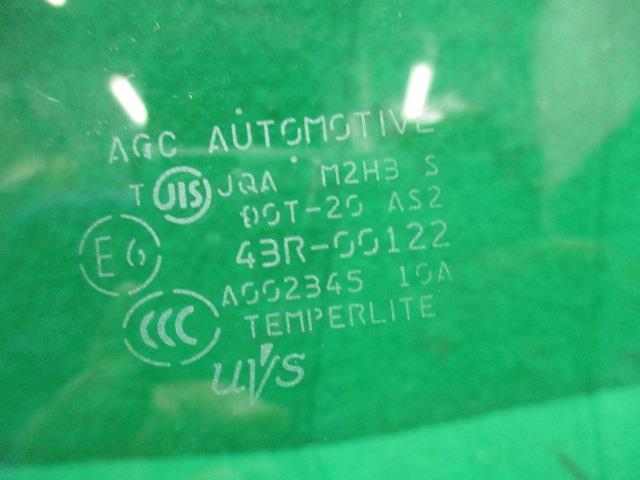 AGC AUTOMOTIVE
T JIS JQA M2H3 S
DOT-20 AS2
E6 43R-00122
A002345 10A
CCC TEMPERLITE
UVS